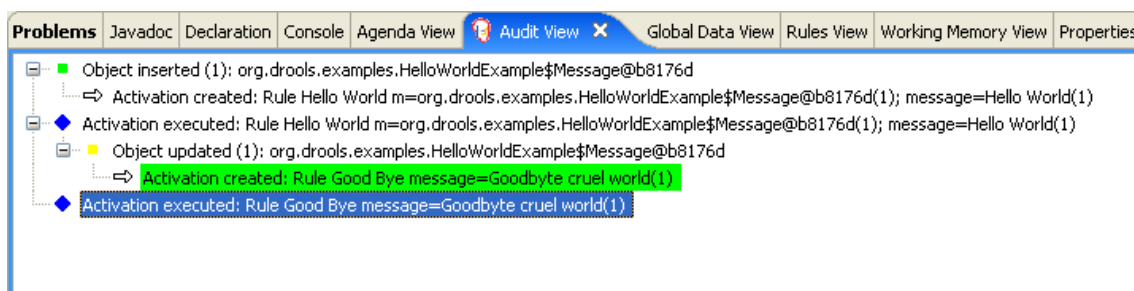 Problems Javadoc Declaration Console Agenda View Audit View Global Data View Rules View Working Memory View Properties
Object inserted (1): org.drools.examples.HelloWorldExample$Message@b8176d
Activation created: Rule Hello World m=org.drools.examples.HelloWorldExample$Message@b8176d(1); message=Hello World(1)
Activation executed: Rule Hello World m=org.drools.examples.HelloWorldExample$Message@b8176d(1); message=Hello World(1)
Object updated (1): org.drools.examples.HelloWorldExample$Message@b8176d
Activation created: Rule Good Bye message=Goodbyte cruel world(1)
Activation executed: Rule Good Bye message=Goodbyte cruel world(1)